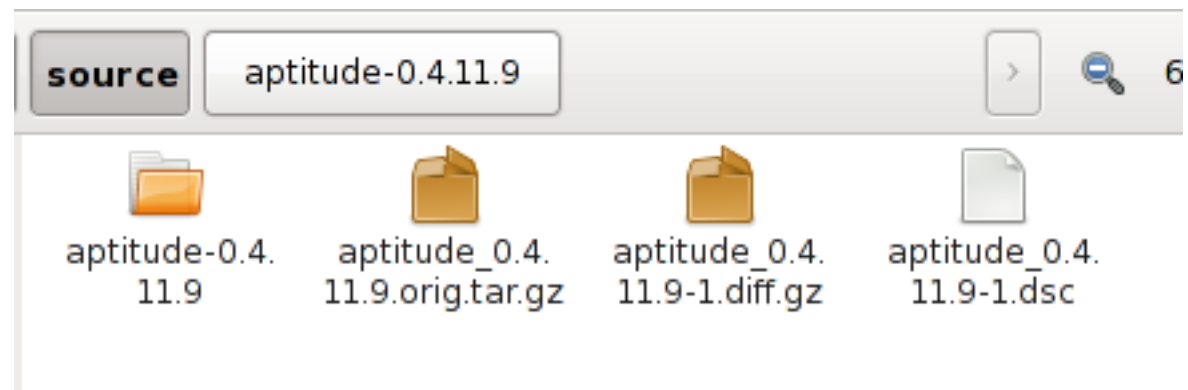 source aptitude-0.4.11.9 6
aptitude-0.4. aptitude_0.4. aptitude_0.4. aptitude_0.4.
11.9 11.9.orig.tar.gz 11.9-1.diff.gz 11.9-1.dsc